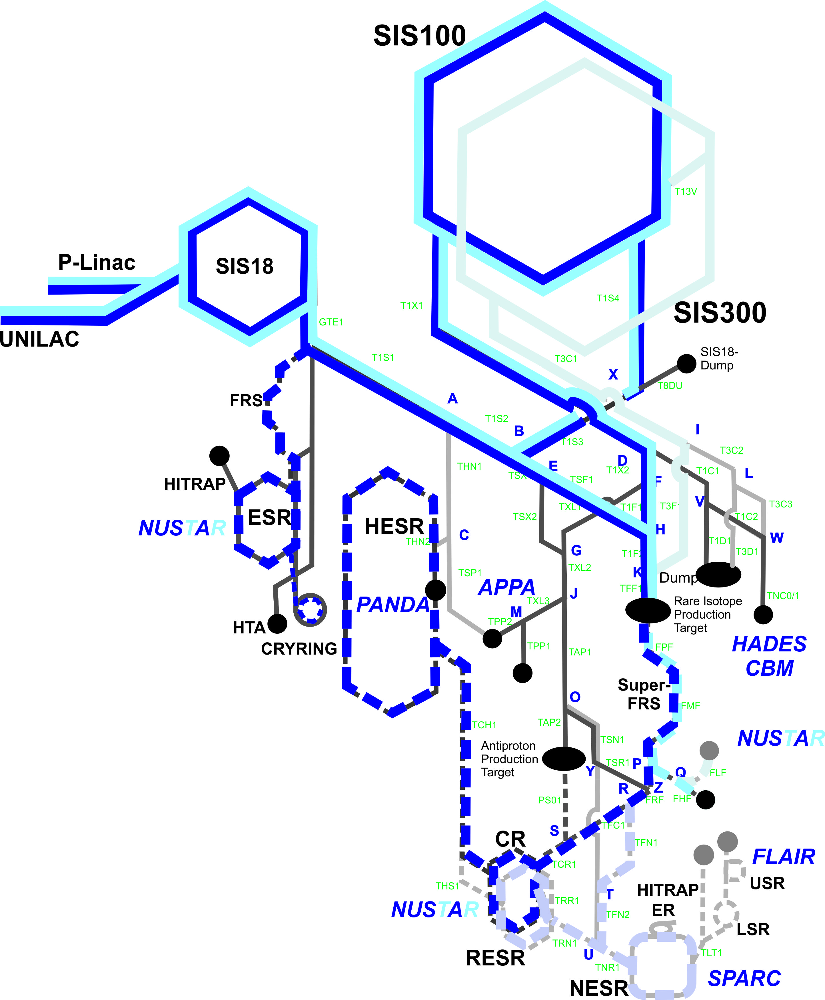 SIS100
T13V
P-Linac
SIS18
UNILAC
GTE1
T1X1
T1S4
SIS300
T1S1
T3C1
SIS18-
Dump
X
T8DU
FRS
A
T1S2
B
I
T1S3
T3C2
HITRAP
THN1
E
D
T1X2
T1C1
L
TSF1
F
NUSTAR
ESR
HESR
TSX2
TXL1
T1F1
T3F1
V
T1C2
T3C3
THN2
C
H
W
G
T1F2
T1D1
T3D1
TXL2
TSP1
K
Dump
APPA
J
TFF1
TNC0/1
PANDA
TXL3
Rare Isotope
Production
Target
M
TPP2
HTA
CRYRING
TPP1
TAP1
FPF
HADES
CBM
Super-
FRS
O
FMF
TCH1
TAP2
NUSTAR
TSN1
Antiproton
Production
Target
TSR1
P
Y
Q
FLF
R
Z
PS01
FRF
FHF
S
TFC1
CR
TFN1
FLAIR
TCR1
USR
THS1
HITRAP
ER
T
TRR1
NUSTAR
TFN2
LSR
TRN1
RESR
U
TLT1
TNR1
SPARC
NESR